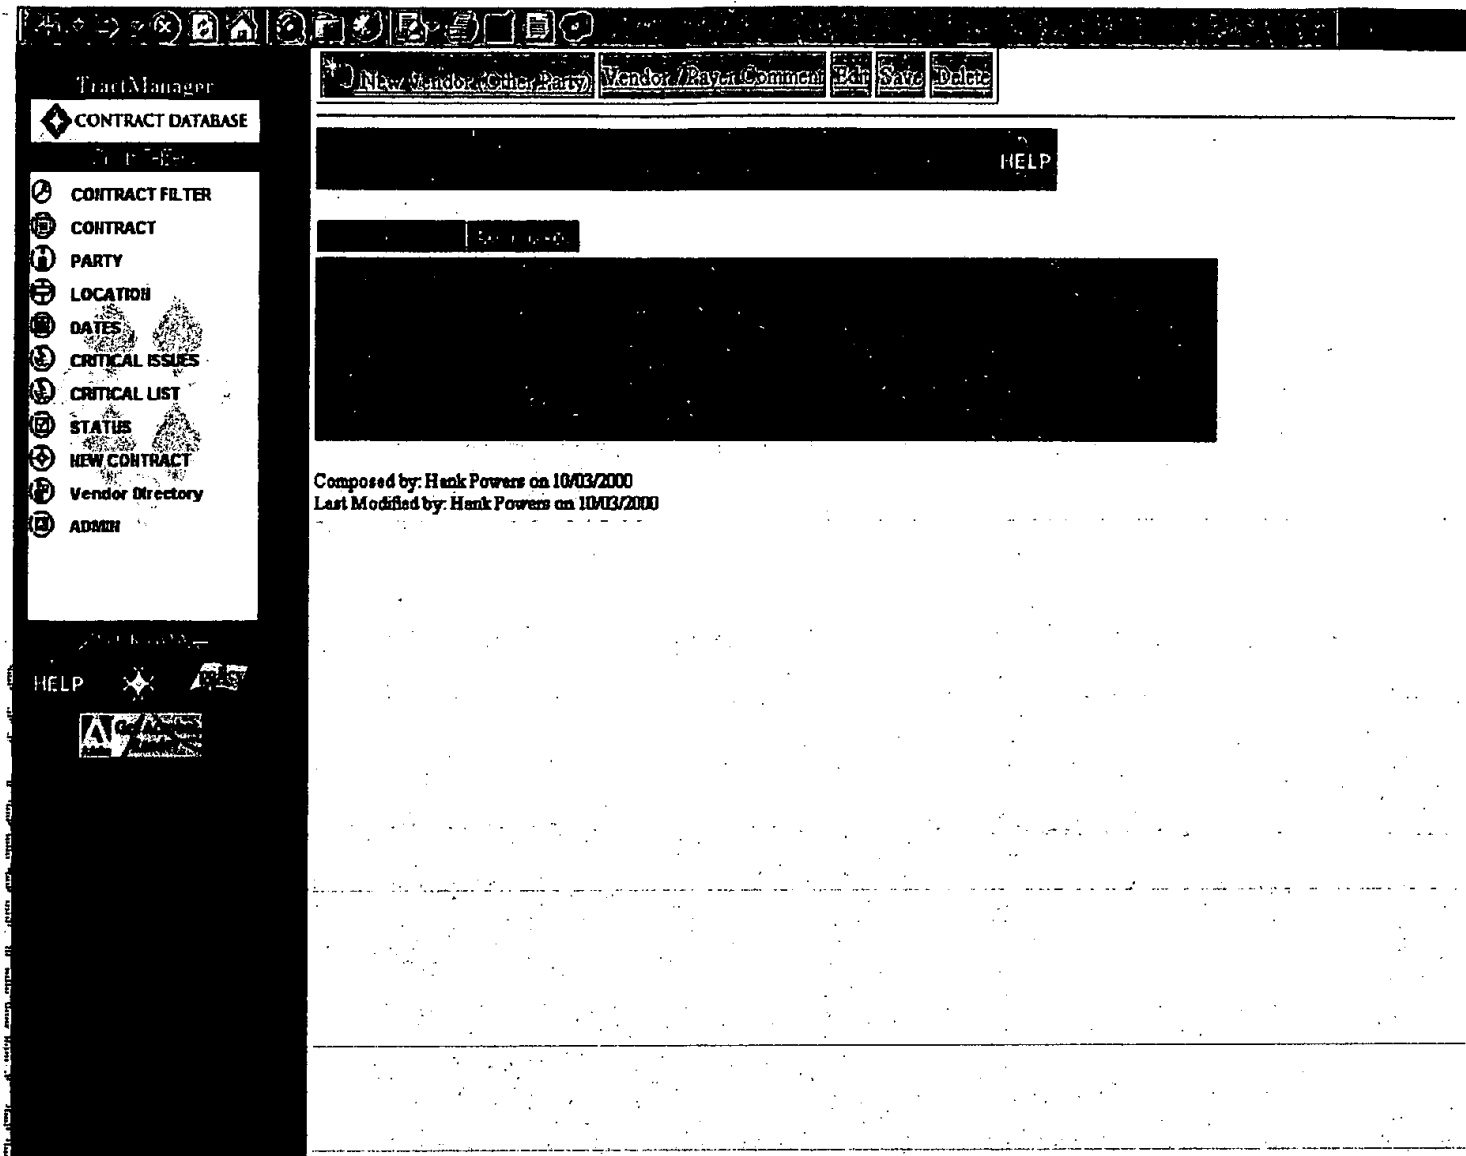 New Vendor (Other Party) Vendor / Payer Comment Edit Save Delete
TractManager
CONTRACT DATABASE
HELP
CONTRACT FILTER
CONTRACT
PARTY
LOCATION
DATES
CRITICAL ISSUES
CRITICAL LIST
STATUS
NEW CONTRACT
Vendor Directory
ADMIN
Composed by: Hank Powers on 10/03/2000
Last Modified by: Hank Powers on 10/03/2000
HELP